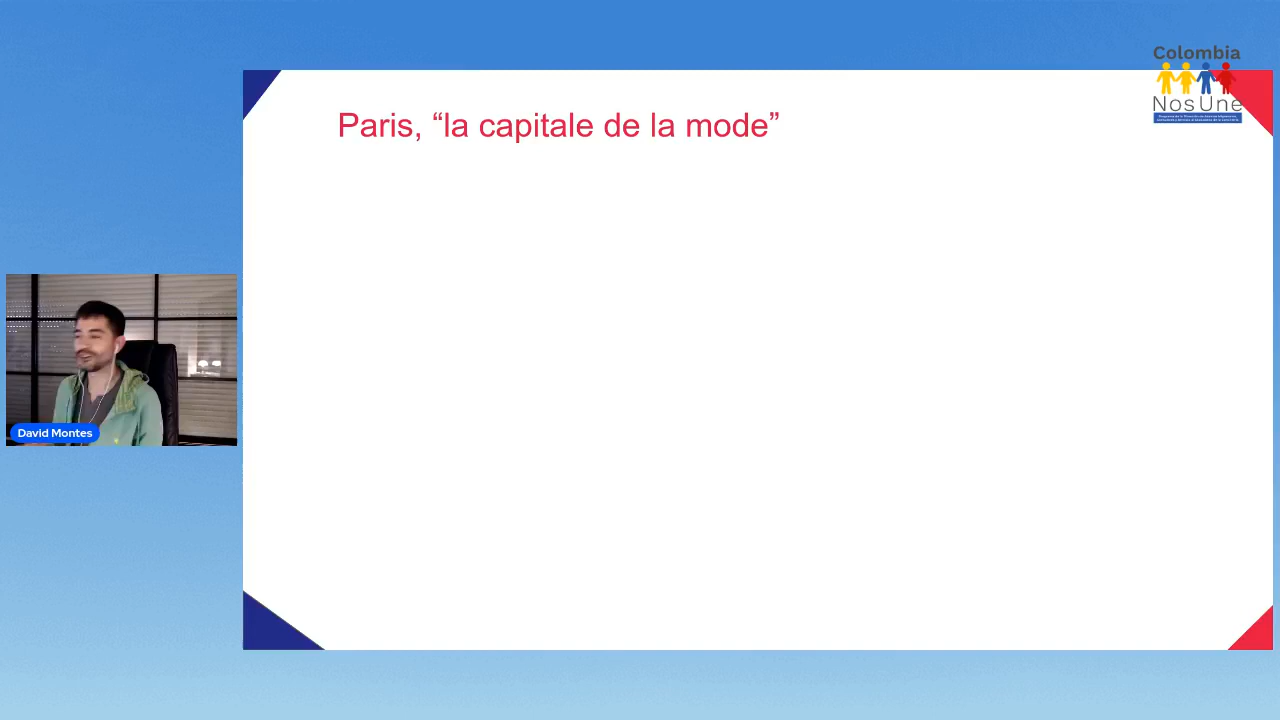 Colombia
NosUne
Paris, “la capitale de la mode”
David Montes